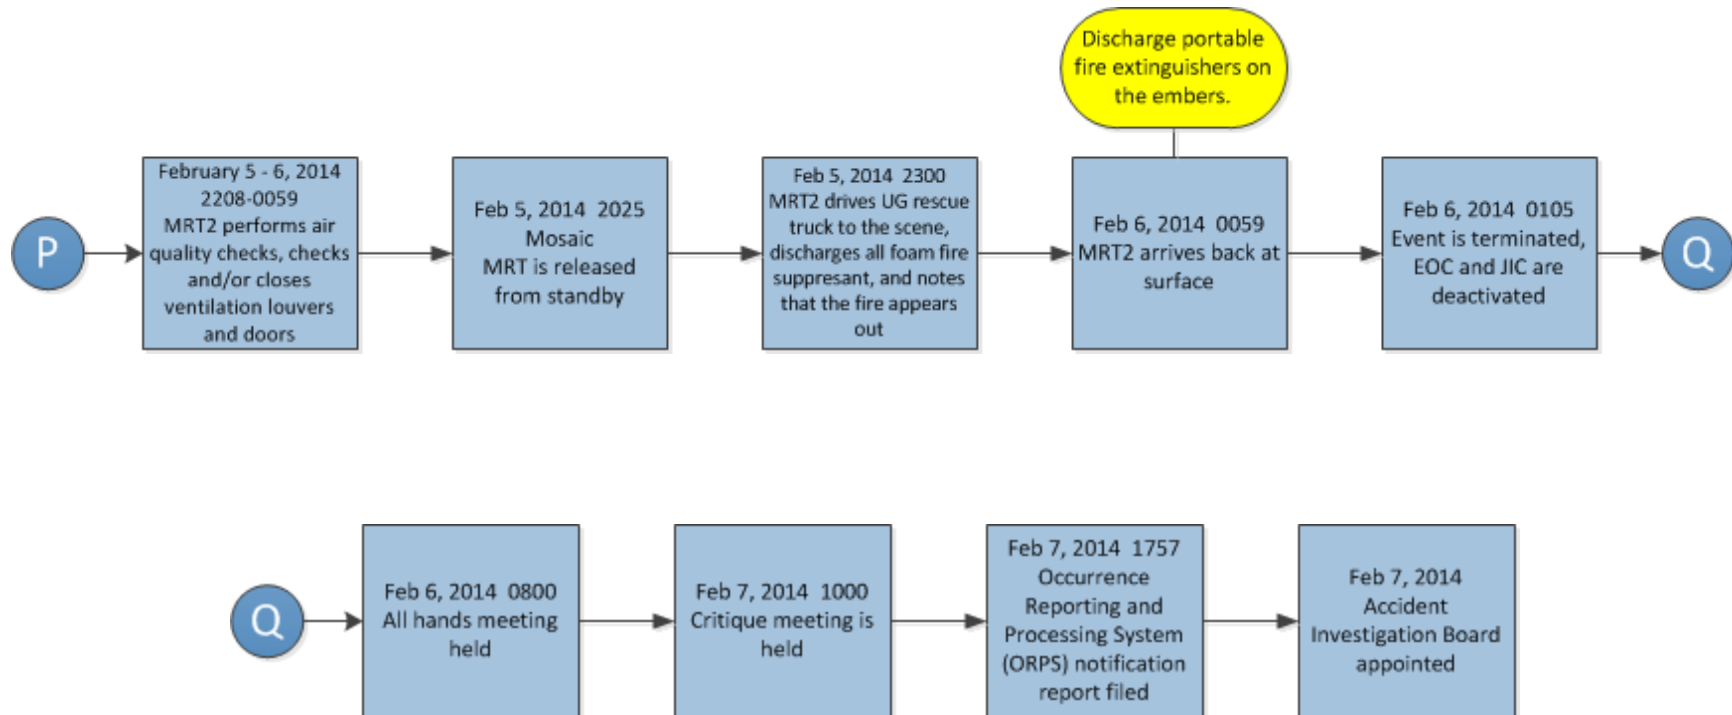 Discharge portable
fire extinguishers on
the embers.
P
February 5 - 6, 2014
2208-0059
MRT2 performs air
quality checks, checks
and/or closes
ventilation louvers
and doors
Feb 5, 2014 2025
Mosaic
MRT is released
from standby
Feb 5, 2014 2300
MRT2 drives UG rescue
truck to the scene,
discharges all foam fire
suppresant, and notes
that the fire appears
out
Feb 6, 2014 0059
MRT2 arrives back at
surface
Feb 6, 2014 0105
Event is terminated,
EOC and JIC are
deactivated
Q
Q
Feb 6, 2014 0800
All hands meeting
held
Feb 7, 2014 1000
Critique meeting is
held
Feb 7, 2014 1757
Occurrence
Reporting and
Processing System
(ORPS) notification
report filed
Feb 7, 2014
Accident
Investigation Board
appointed